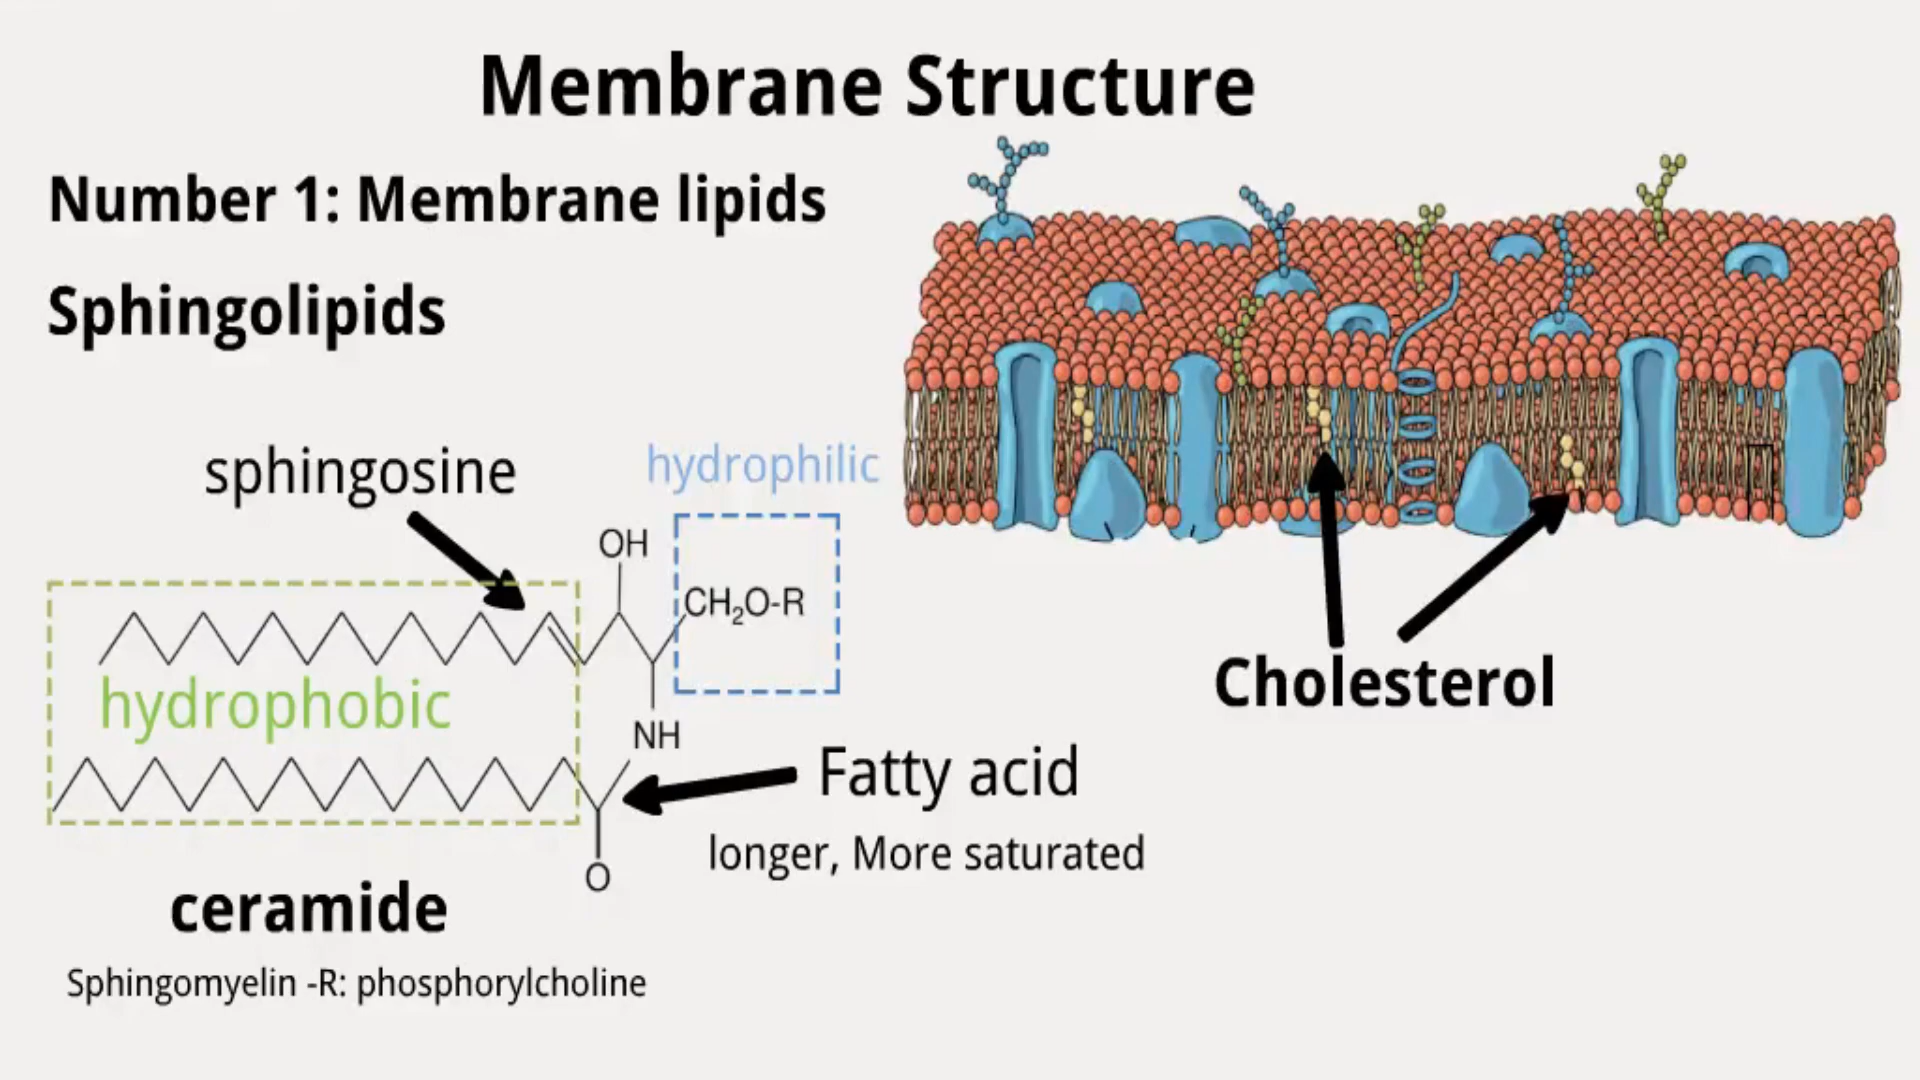 Membrane Structure
Number 1: Membrane lipids
Sphingolipids
sphingosine
hydrophilic
OH
CH₂O-R
hydrophobic
NH
Fatty acid
longer, More saturated
O
ceramide
Sphingomyelin -R: phosphorylcholine
Cholesterol